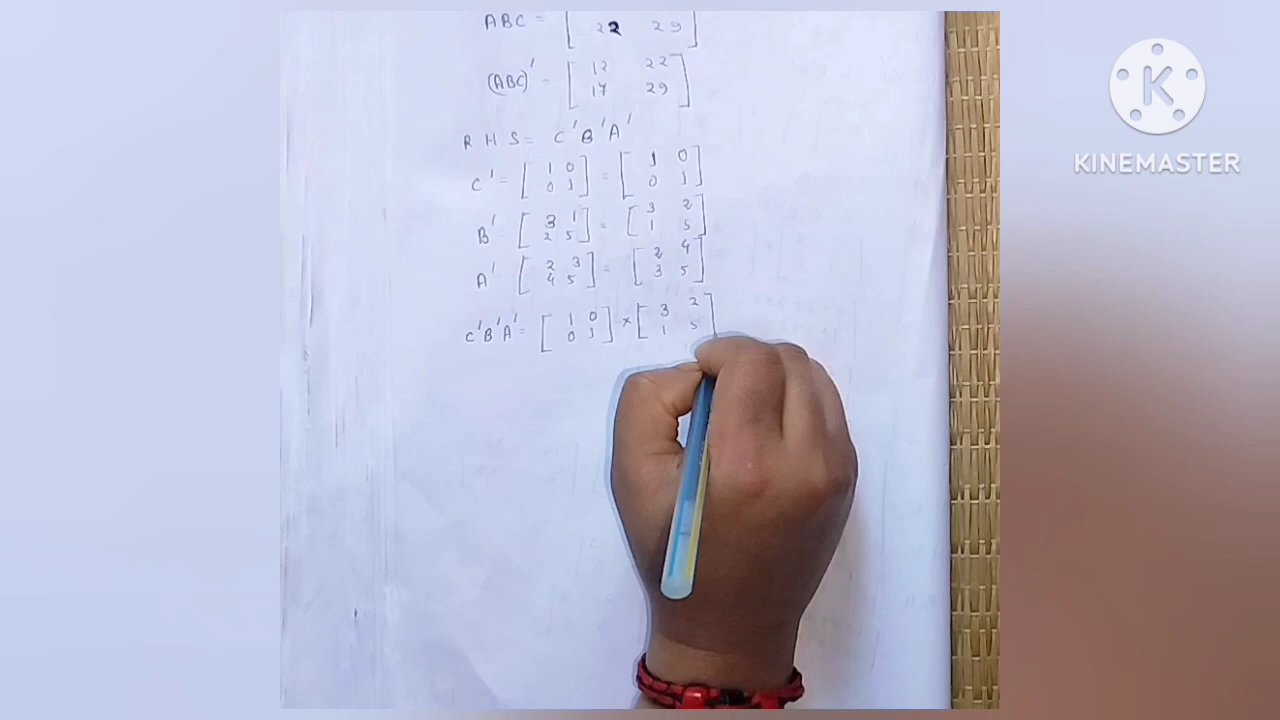 ABC = [ 22 29 ]
(ABC)' = [ 12 22
17 29 ]
RHS = C'B'A'
C' = [ 1 0
0 1 ] = [ 1 0
0 1 ]
B' [ 3 1
2 5 ] = [ 3 2
1 5 ]
A' [ 2 3
4 5 ] = [ 2 4
3 5 ]
C'B'A' = [ 1 0
0 1 ] × [ 3 2
1 5 ]
K
KINEMASTER